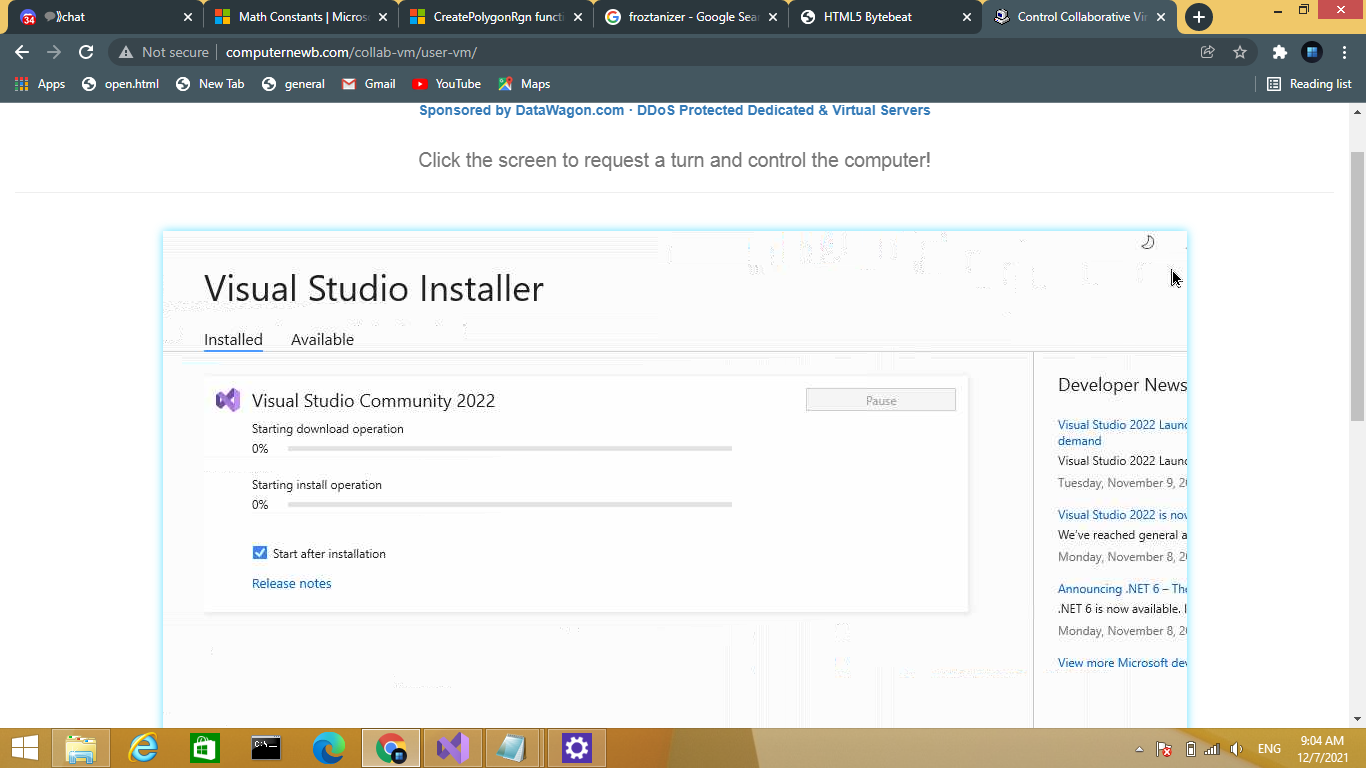 34 chat
Math Constants | Micros
CreatePolygonRgn functi
froztanizer - Google Sea
HTML5 Bytebeat
Control Collaborative Vir
Not secure
computernewb.com/collab-vm/user-vm/
Apps
open.html
New Tab
general
Gmail
YouTube
Maps
Reading list
Sponsored by DataWagon.com · DDoS Protected Dedicated & Virtual Servers
Click the screen to request a turn and control the computer!
Visual Studio Installer
Installed
Available
Visual Studio Community 2022
Pause
Starting download operation
0%
Starting install operation
0%
Start after installation
Release notes
Developer News
Visual Studio 2022 Launc
demand
Visual Studio 2022 Launc
Tuesday, November 9, 20
Visual Studio 2022 is now
We've reached general a
Monday, November 8, 20
Announcing .NET 6 – The
.NET 6 is now available. I
Monday, November 8, 20
View more Microsoft dev
C:\_
ENG
9:04 AM
12/7/2021